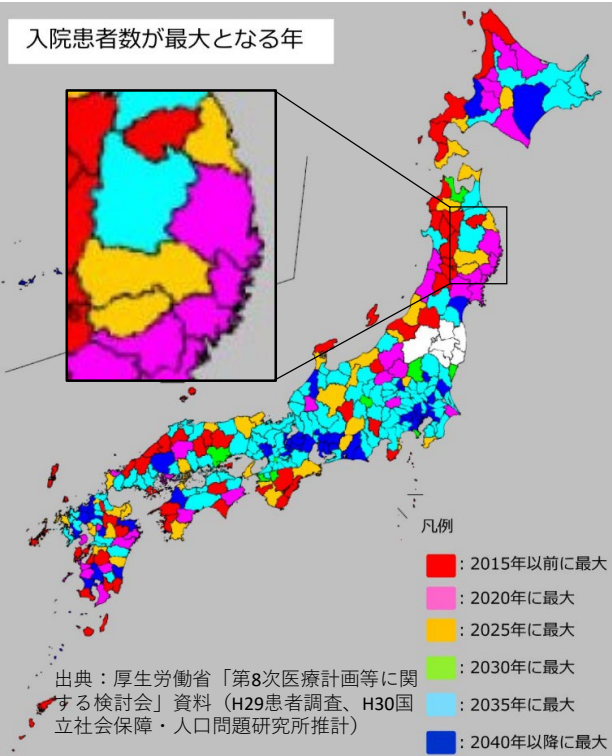 入院患者数が最大となる年
凡例
：2015年以前に最大
：2020年に最大
：2025年に最大
：2030年に最大
：2035年に最大
：2040年以降に最大
出典：厚生労働省「第8次医療計画等に関
する検討会」資料（H29患者調査、H30国
立社会保障・人口問題研究所推計）